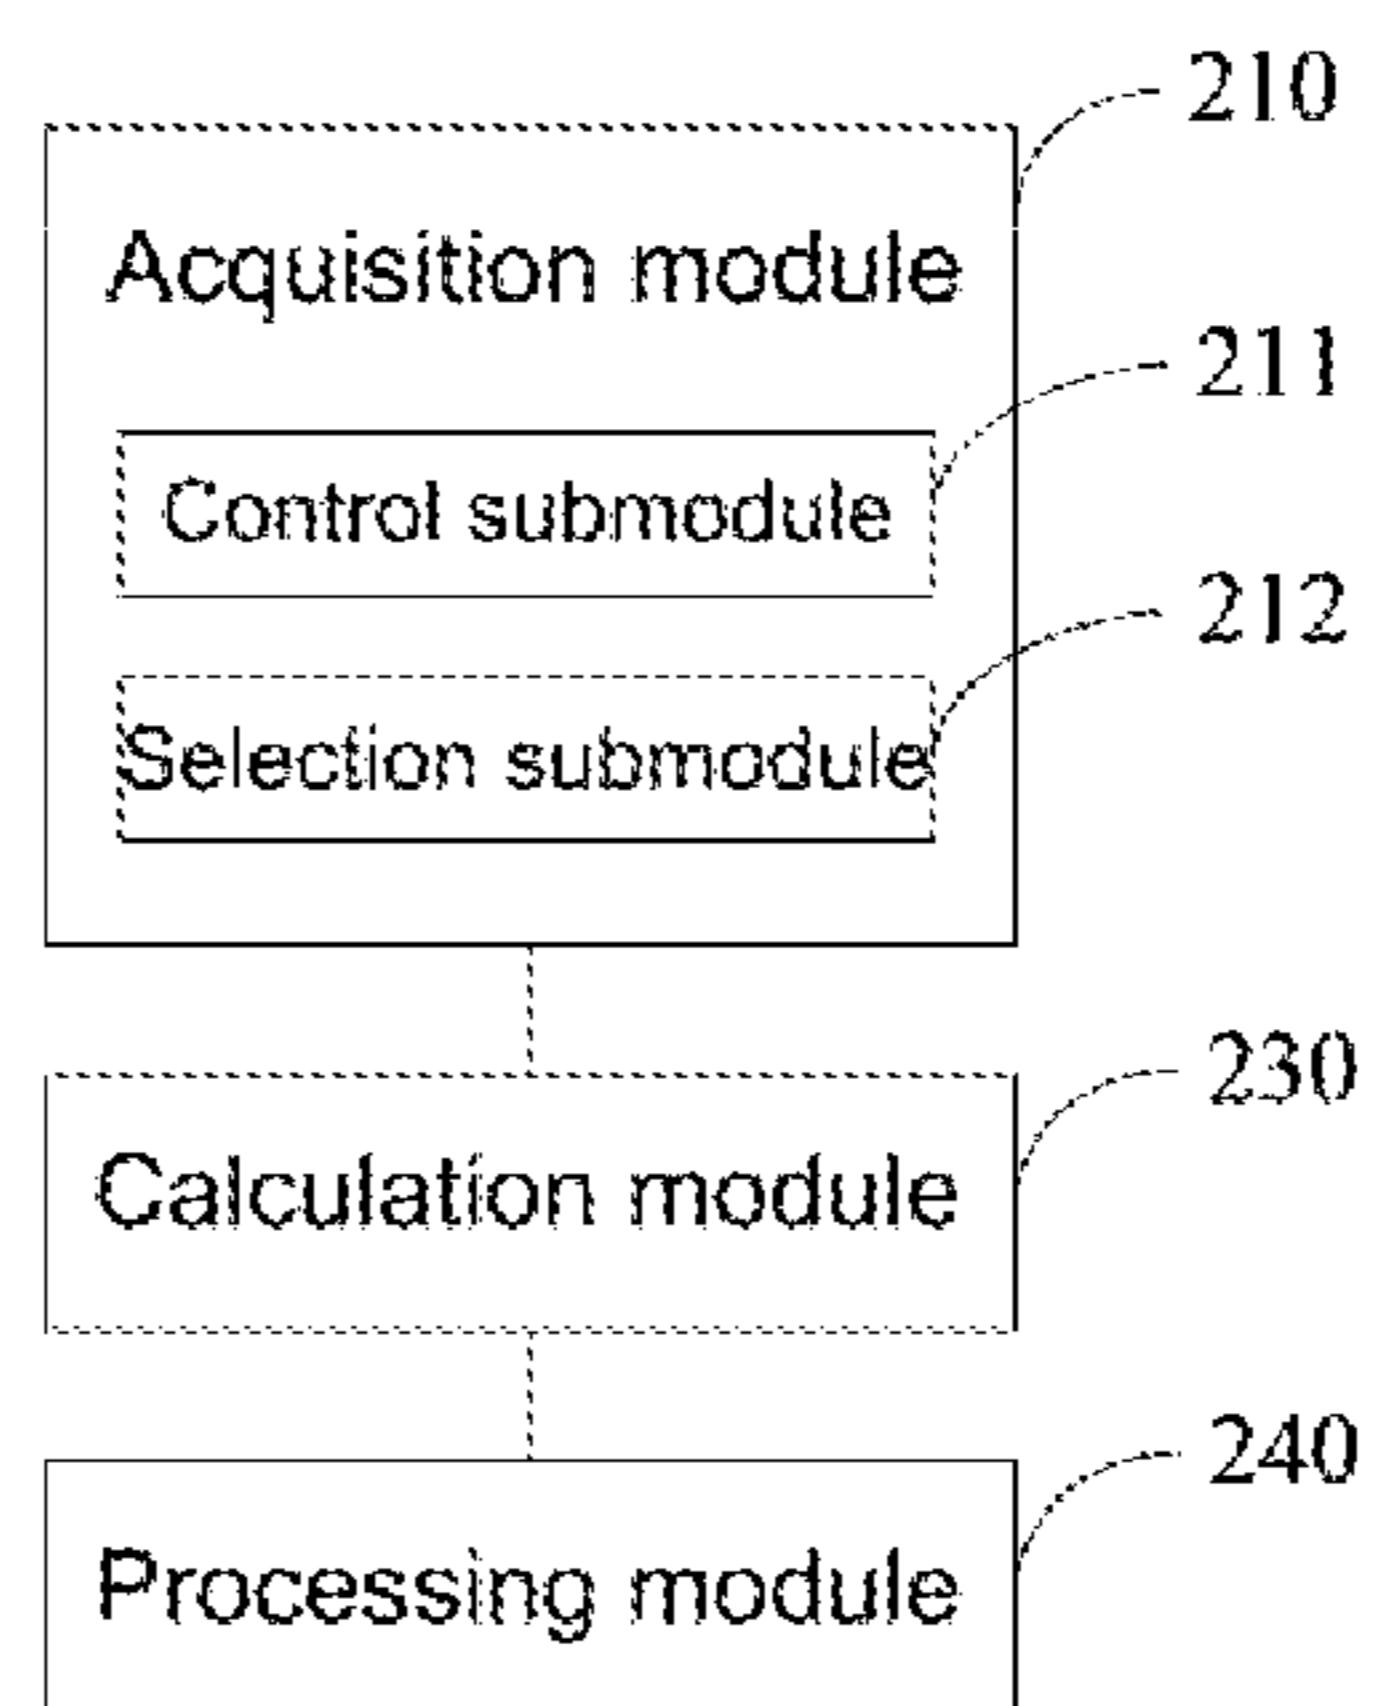 210
Acquisition module
211
Control submodule
212
Selection submodule
230
Calculation module
240
Processing module